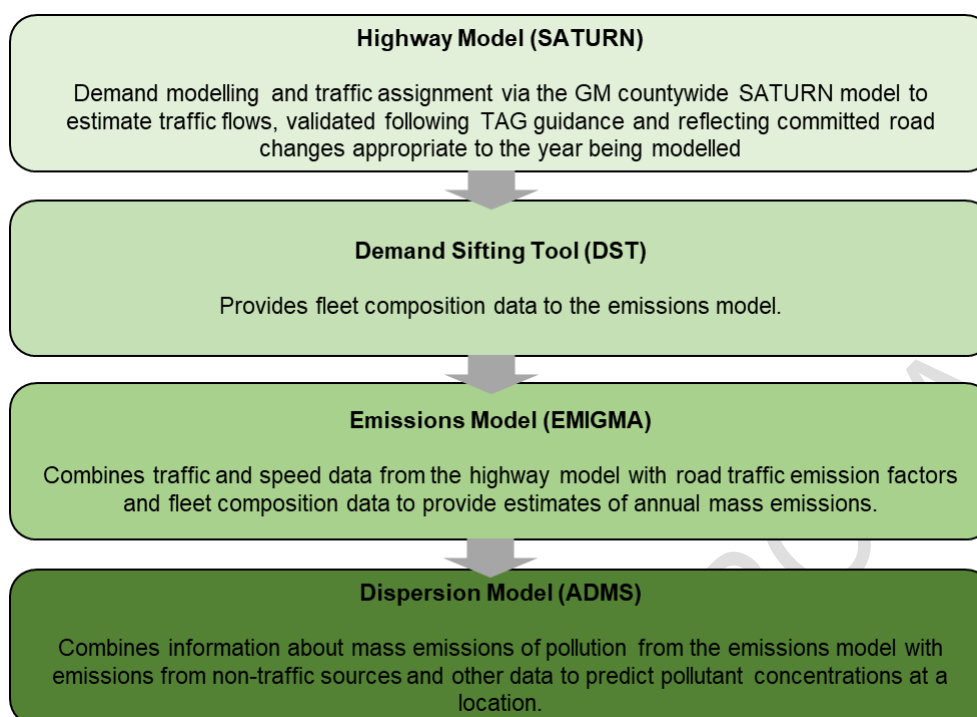 Highway Model (SATURN)
Demand modelling and traffic assignment via the GM countywide SATURN model to
estimate traffic flows, validated following TAG guidance and reflecting committed road
changes appropriate to the year being modelled
Demand Sifting Tool (DST)
Provides fleet composition data to the emissions model.
Emissions Model (EMIGMA)
Combines traffic and speed data from the highway model with road traffic emission factors
and fleet composition data to provide estimates of annual mass emissions.
Dispersion Model (ADMS)
Combines information about mass emissions of pollution from the emissions model with
emissions from non-traffic sources and other data to predict pollutant concentrations at a
location.